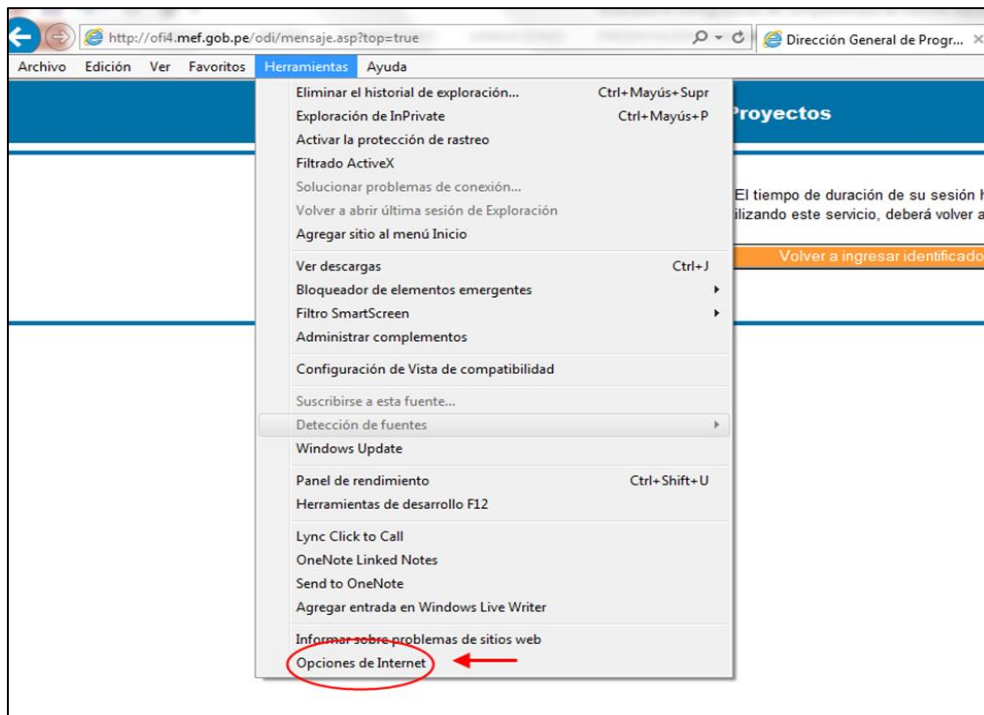 http://ofi4.mef.gob.pe/odi/mensaje.asp?top=true
Dirección General de Progr...
Archivo Edición Ver Favoritos Herramientas Ayuda
Eliminar el historial de exploración... Ctrl+Mayús+Supr
Exploración de InPrivate Ctrl+Mayús+P
Activar la protección de rastreo
Filtrado ActiveX
Solucionar problemas de conexión...
Volver a abrir última sesión de Exploración
Agregar sitio al menú Inicio
Ver descargas Ctrl+J
Bloqueador de elementos emergentes
Filtro SmartScreen
Administrar complementos
Configuración de Vista de compatibilidad
Suscribirse a esta fuente...
Detección de fuentes
Windows Update
Panel de rendimiento Ctrl+Shift+U
Herramientas de desarrollo F12
Lync Click to Call
OneNote Linked Notes
Send to OneNote
Agregar entrada en Windows Live Writer
Informar sobre problemas de sitios web
Opciones de Internet
Proyectos
El tiempo de duración de su sesión h
ilizando este servicio, deberá volver a
Volver a ingresar identificado